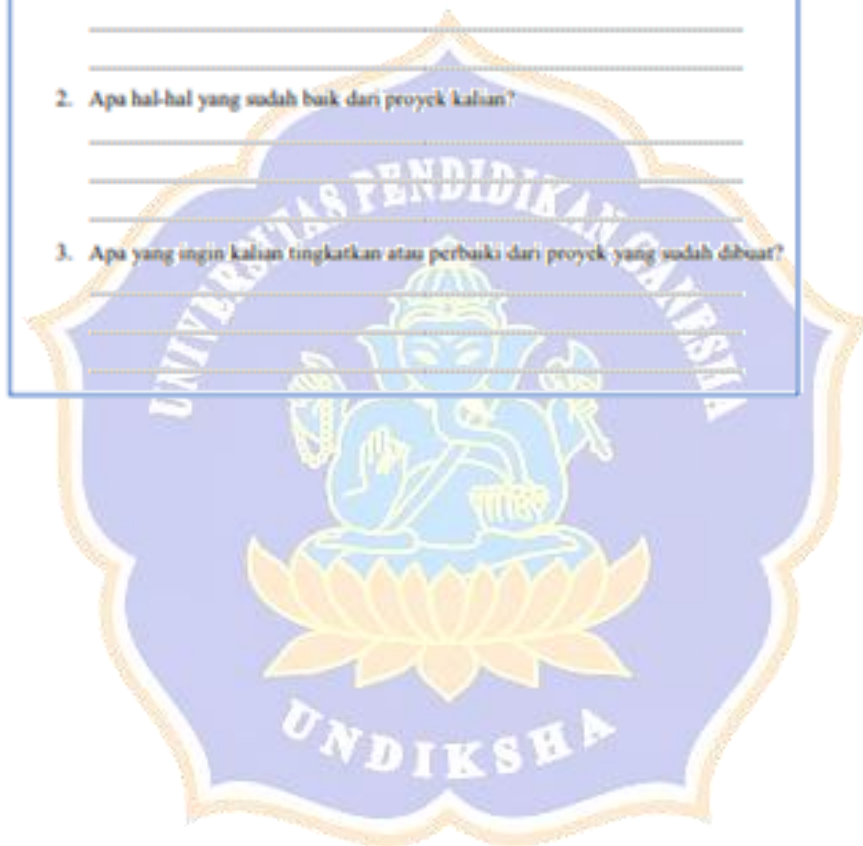 2. Apa hal-hal yang sudah baik dari proyek kalian?
UNIVERSITAS PENDIDIKAN GANESHA
3. Apa yang ingin kalian tingkatkan atau perbaiki dari proyek yang sudah dibuat?
UNDIKSHA